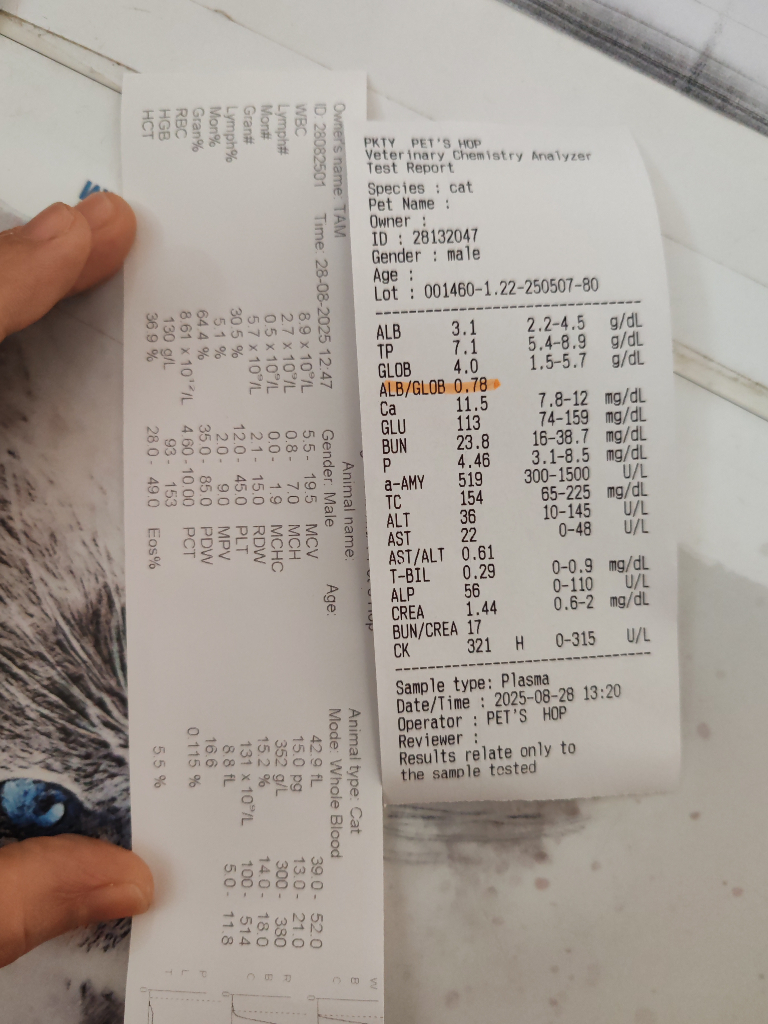 PKTY PET'S HOP
Veterinary Chemistry Analyzer
Test Report
Species : cat
Pet Name :
Owner :
ID : 28132047
Gender : male
Age :
Lot : 001460-1.22-250507-80
ALB 3.1 2.2-4.5 g/dL
TP 7.1 5.4-8.9 g/dL
GLOB 4.0 1.5-5.7 g/dL
ALB/GLOB 0.78
Ca 11.5 7.8-12 mg/dL
GLU 113 74-159 mg/dL
BUN 23.8 16-38.7 mg/dL
P 4.46 3.1-8.5 mg/dL
a-AMY 519 300-1500 U/L
TC 154 65-225 mg/dL
ALT 36 10-145 U/L
AST 22 0-48 U/L
AST/ALT 0.61
T-BIL 0.29 0-0.9 mg/dL
ALP 56 0-110 U/L
CREA 1.44 0.6-2 mg/dL
BUN/CREA 17
CK 321 H 0-315 U/L
Sample type: Plasma
Date/Time : 2025-08-28 13:20
Operator : PET'S HOP
Reviewer :
Results relate only to
the sample tested
Animal name: Animal type: Cat
Owner's name: TAM Gender: Male Age: Mode: Whole Blood
ID: 28082501 Time: 28-08-2025 12:47
WBC 8.9 x 10⁹/L 5.5 - 19.5 MCV 42.9 fL 39.0 - 52.0
Lymph# 2.7 x 10⁹/L 0.8 - 7.0 MCH 15.0 pg 13.0 - 21.0
Mon# 0.5 x 10⁹/L 0.0 - 1.9 MCHC 352 g/L 300 - 380
Gran# 5.7 x 10⁹/L 2.1 - 15.0 RDW 15.2 % 14.0 - 18.0
Lymph% 30.5 % 12.0 - 45.0 PLT 131 x 10⁹/L 100 - 514
Mon% 5.1 % 2.0 - 9.0 MPV 8.8 fL 5.0 - 11.8
Gran% 64.4 % 35.0 - 85.0 PDW 16.6
RBC 8.61 x 10¹²/L 4.60 - 10.00 PCT 0.115 %
HGB 130 g/L 93 - 153
HCT 36.9 % 28.0 - 49.0 Eos% 5.5 %